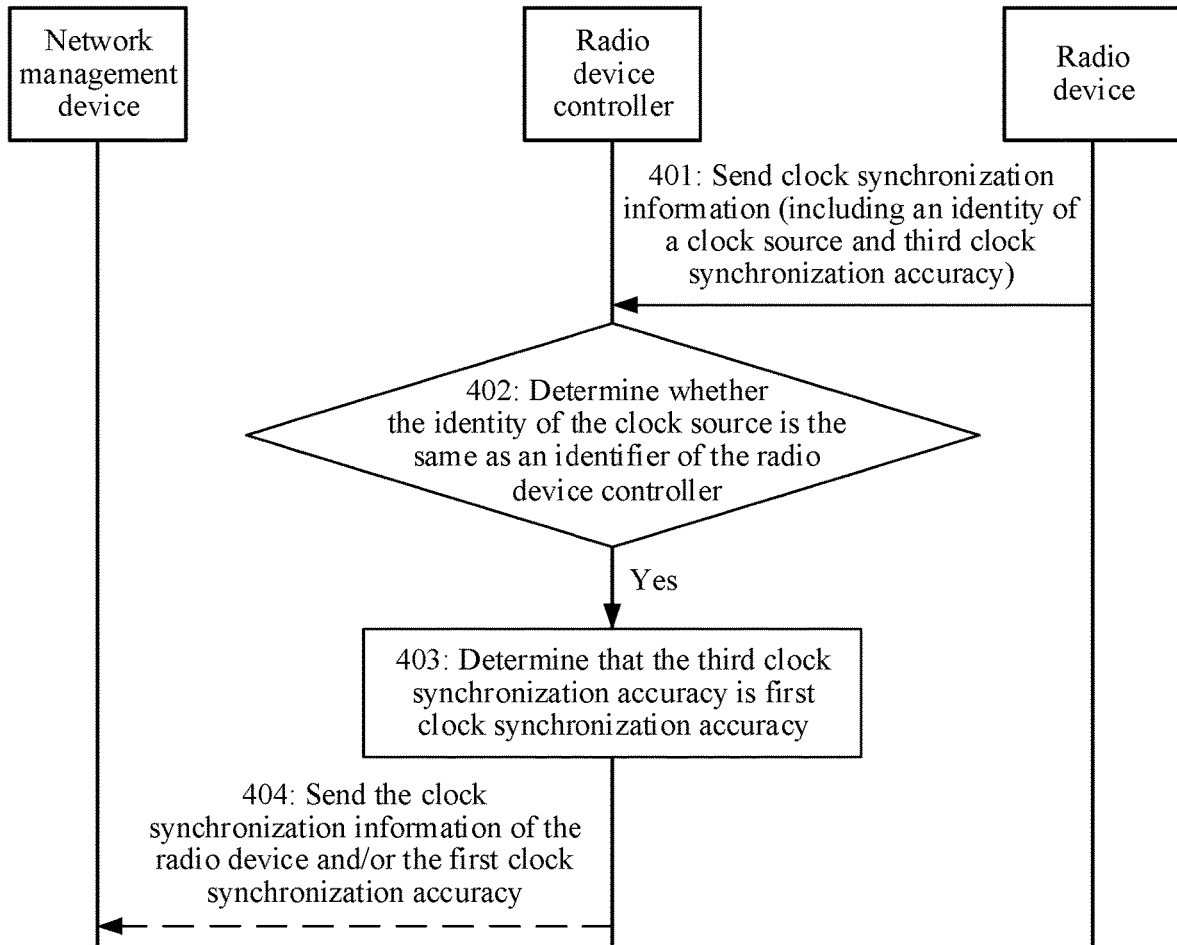 Network
management
device
Radio
device
controller
Radio
device
401: Send clock synchronization
information (including an identity of
a clock source and third clock
synchronization accuracy)
402: Determine whether
the identity of the clock source is the
same as an identifier of the radio
device controller
Yes
403: Determine that the third clock
synchronization accuracy is first
clock synchronization accuracy
404: Send the clock
synchronization information of the
radio device and/or the first clock
synchronization accuracy